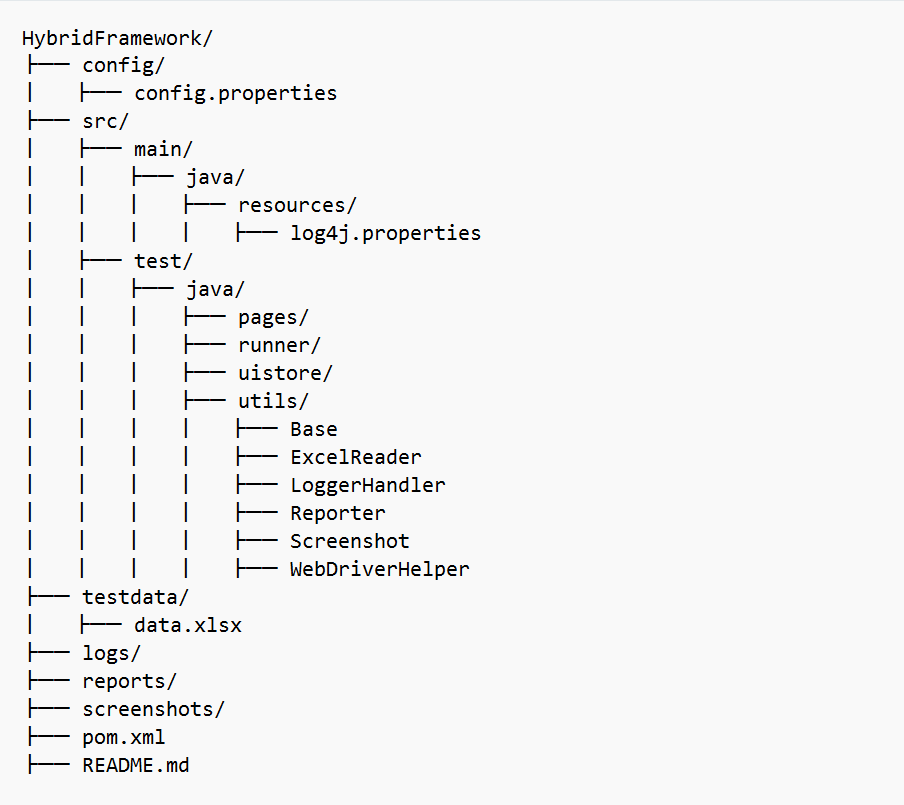 HybridFramework/
├── config/
│   ├── config.properties
├── src/
│   ├── main/
│   │   ├── java/
│   │   │   ├── resources/
│   │   │   │   ├── log4j.properties
│   ├── test/
│   │   ├── java/
│   │   │   ├── pages/
│   │   │   ├── runner/
│   │   │   ├── uistore/
│   │   │   ├── utils/
│   │   │   │   ├── Base
│   │   │   │   ├── ExcelReader
│   │   │   │   ├── LoggerHandler
│   │   │   │   ├── Reporter
│   │   │   │   ├── Screenshot
│   │   │   │   ├── WebDriverHelper
├── testdata/
│   ├── data.xlsx
├── logs/
├── reports/
├── screenshots/
├── pom.xml
├── README.md